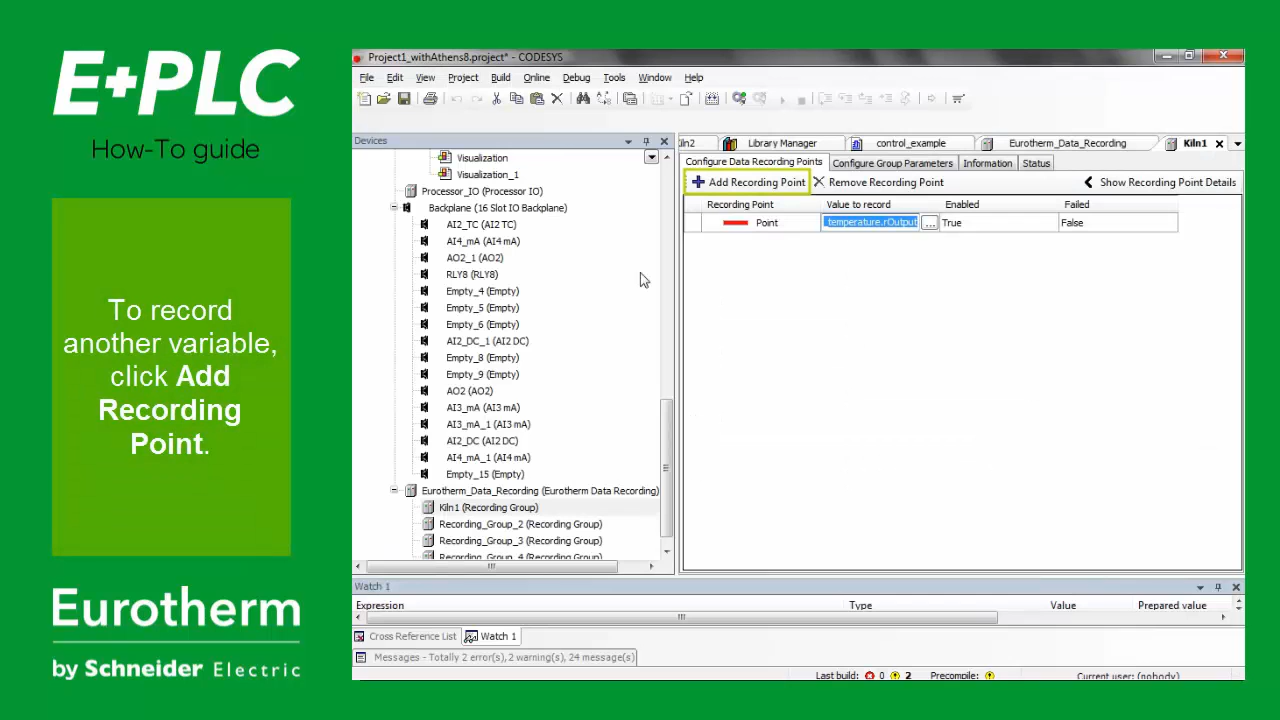 E+PLC
How-To guide
To record
another variable,
click Add
Recording
Point.
Eurotherm
by Schneider Electric
Project1_withAthens8.project* - CODESYS
File Edit View Project Build Online Debug Tools Window Help
Devices
Visualization
Visualization_1
Processor_IO (Processor IO)
Backplane (16 Slot IO Backplane)
AI2_TC (AI2 TC)
AI4_mA (AI4 mA)
AO2_1 (AO2)
RLY8 (RLY8)
Empty_4 (Empty)
Empty_5 (Empty)
Empty_6 (Empty)
AI2_DC_1 (AI2 DC)
Empty_8 (Empty)
Empty_9 (Empty)
AO2 (AO2)
AI3_mA (AI3 mA)
AI3_mA_1 (AI3 mA)
AI2_DC (AI2 DC)
AI4_mA_1 (AI4 mA)
Empty_15 (Empty)
Eurotherm_Data_Recording (Eurotherm Data Recording)
Kiln1 (Recording Group)
Recording_Group_2 (Recording Group)
Recording_Group_3 (Recording Group)
Recording_Group_4 (Recording Group)
iln2 Library Manager control_example Eurotherm_Data_Recording Kiln1
Configure Data Recording Points Configure Group Parameters Information Status
Add Recording Point Remove Recording Point Show Recording Point Details
Recording Point Value to record Enabled Failed
Point temperature.rOutput ... True False
Watch 1
Expression Type Value Prepared value
Cross Reference List Watch 1
Messages - Totally 2 error(s), 2 warning(s), 24 message(s)
Last build: 0 2 Precompile: Current user: (nobody)